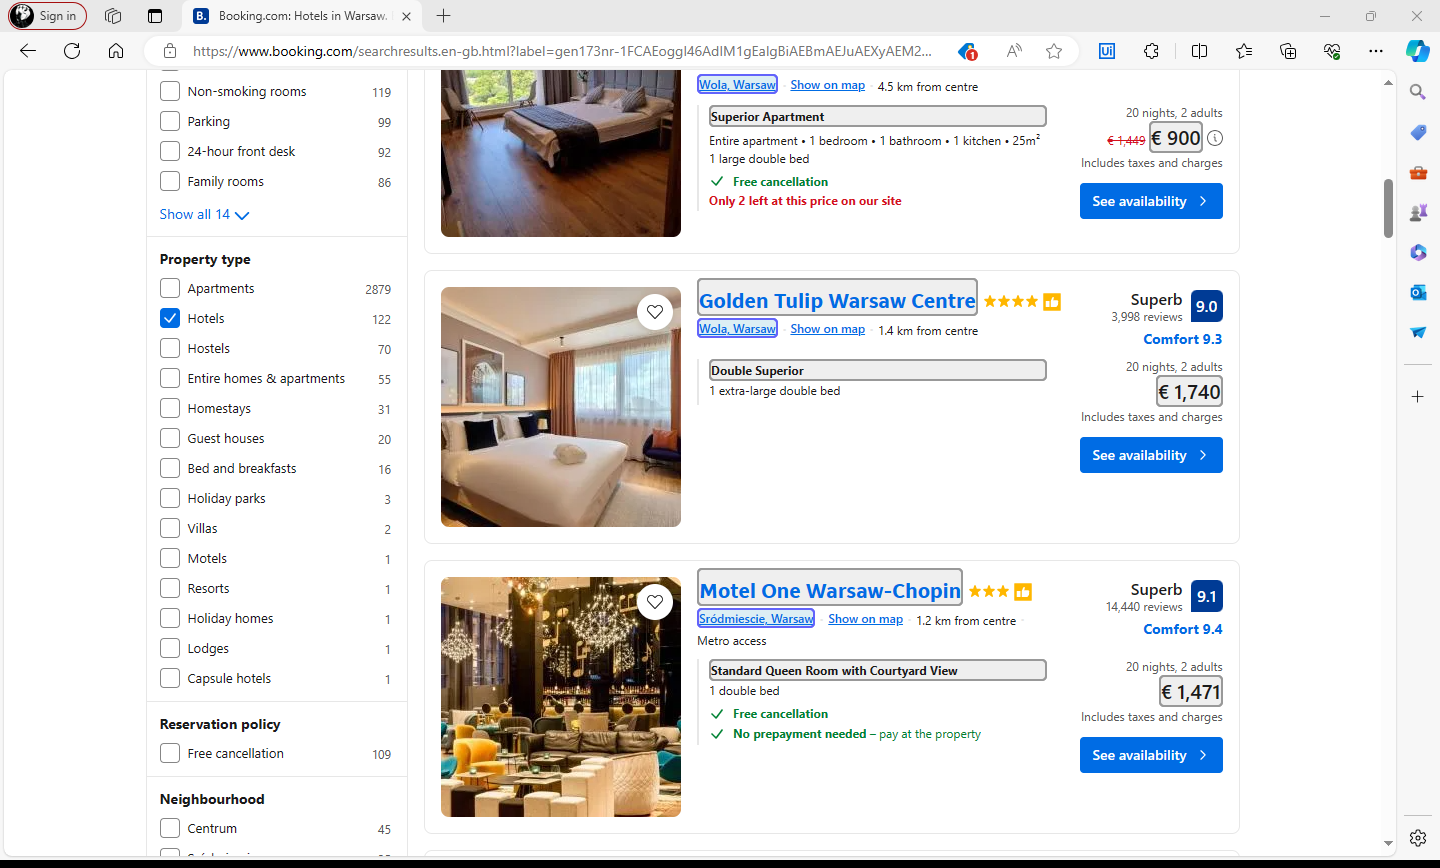 Sign in
Booking.com: Hotels in Warsaw.
https://www.booking.com/searchresults.en-gb.html?label=gen173nr-1FCAEoggI46AdIM1gEaIgBiAEBmAEJuAEXyAEM2...
1
Ui
Non-smoking rooms 119
Parking 99
24-hour front desk 92
Family rooms 86
Show all 14
Property type
Apartments 2879
Hotels 122
Hostels 70
Entire homes & apartments 55
Homestays 31
Guest houses 20
Bed and breakfasts 16
Holiday parks 3
Villas 2
Motels 1
Resorts 1
Holiday homes 1
Lodges 1
Capsule hotels 1
Reservation policy
Free cancellation 109
Neighbourhood
Centrum 45
Wola, Warsaw Show on map 4.5 km from centre
Superior Apartment
Entire apartment • 1 bedroom • 1 bathroom • 1 kitchen • 25m²
1 large double bed
Free cancellation
Only 2 left at this price on our site
20 nights, 2 adults
€ 1,449 € 900
Includes taxes and charges
See availability
Golden Tulip Warsaw Centre
Wola, Warsaw Show on map 1.4 km from centre
Double Superior
1 extra-large double bed
Superb 9.0
3,998 reviews
Comfort 9.3
20 nights, 2 adults
€ 1,740
Includes taxes and charges
See availability
Motel One Warsaw-Chopin
Śródmiescie, Warsaw Show on map 1.2 km from centre
Metro access
Standard Queen Room with Courtyard View
1 double bed
Free cancellation
No prepayment needed – pay at the property
Superb 9.1
14,440 reviews
Comfort 9.4
20 nights, 2 adults
€ 1,471
Includes taxes and charges
See availability